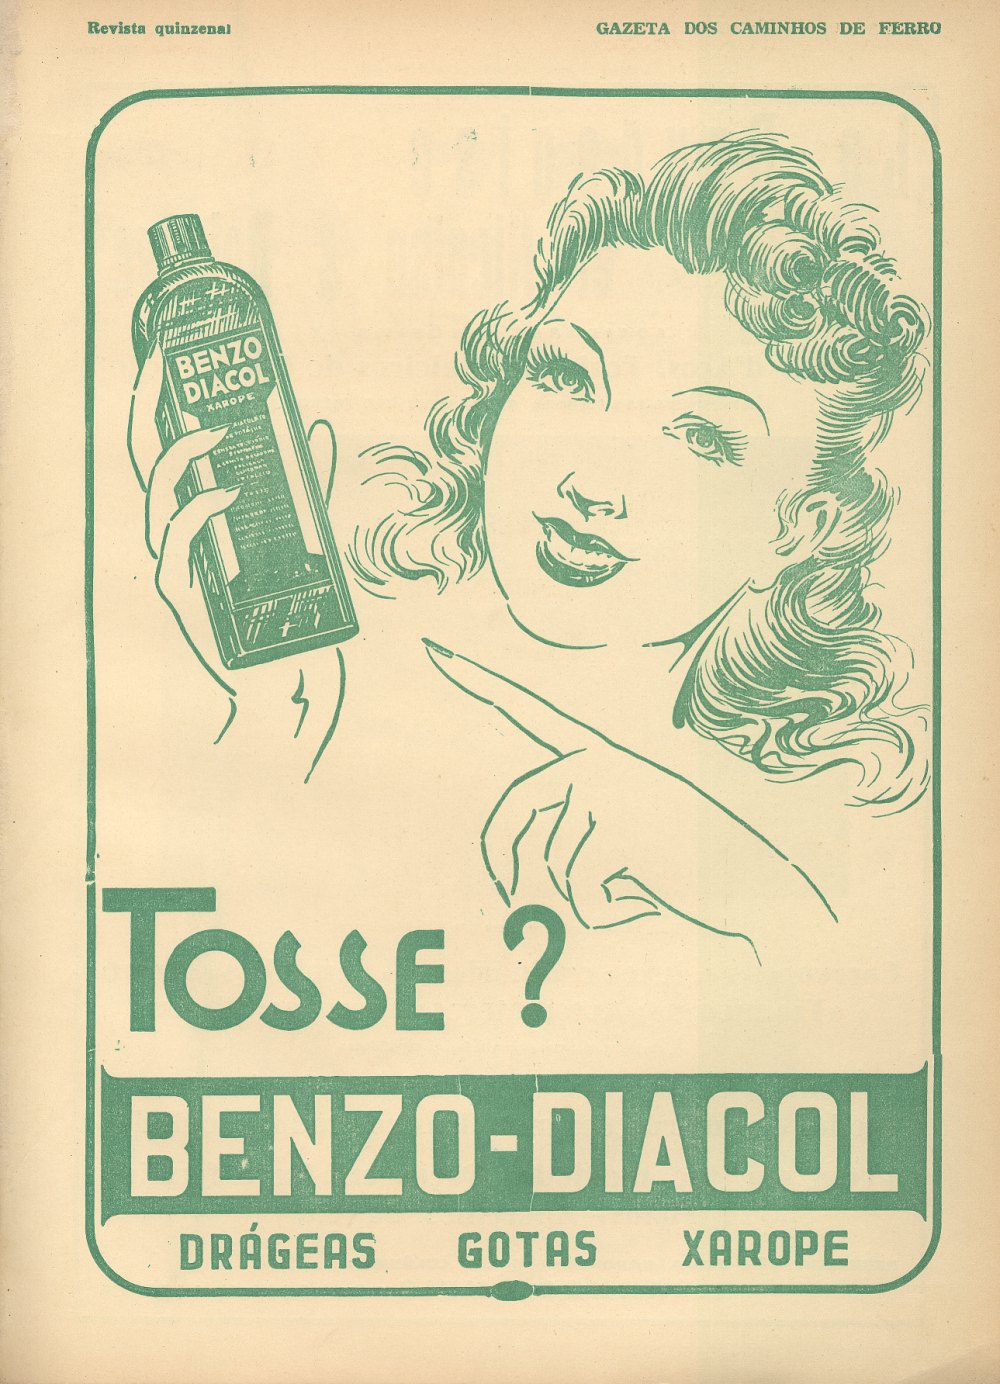 Revista quinzenal
GAZETA DOS CAMINHOS DE FERRO
BENZO
DIACOL
XAROPE
TOSSE ?
BENZO-DIACOL
DRÁGEAS GOTAS XAROPE